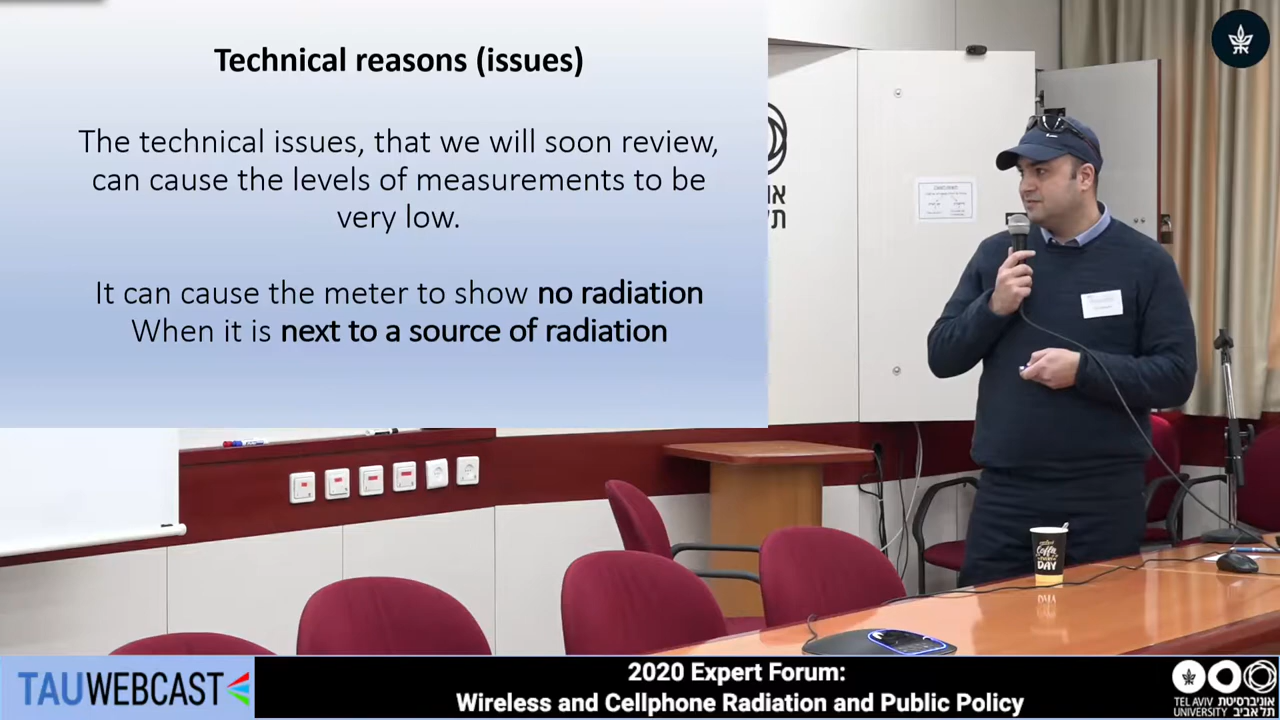 Technical reasons (issues)
The technical issues, that we will soon review,
can cause the levels of measurements to be
very low.
It can cause the meter to show no radiation
When it is next to a source of radiation
Coffee
DAY
TAUWEBCAST
2020 Expert Forum:
Wireless and Cellphone Radiation and Public Policy
TEL AVIV אוניברסיטת
UNIVERSITY תל אביב